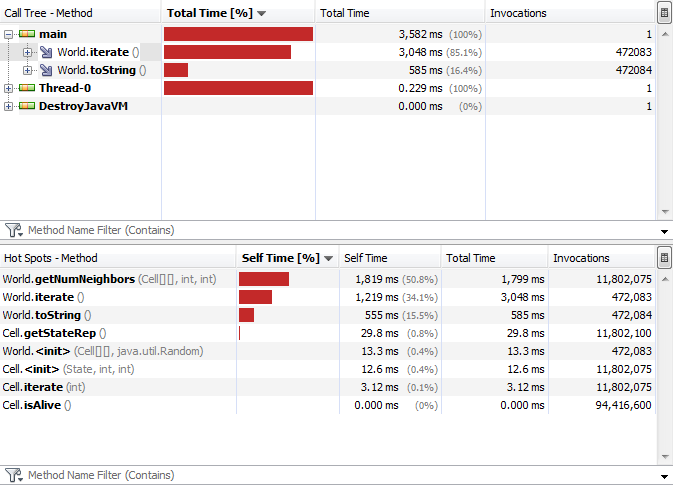 Call Tree - Method Total Time [%] Total Time Invocations
main 3,582 ms (100%) 1
World.iterate () 3,048 ms (85.1%) 472083
World.toString () 585 ms (16.4%) 472084
Thread-0 0.229 ms (100%) 1
DestroyJavaVM 0.000 ms (0%) 1
Method Name Filter (Contains)
Hot Spots - Method Self Time [%] Self Time Total Time Invocations
World.getNumNeighbors (Cell[][], int, int) 1,819 ms (50.8%) 1,799 ms 11,802,075
World.iterate () 1,219 ms (34.1%) 3,048 ms 472,083
World.toString () 555 ms (15.5%) 585 ms 472,084
Cell.getStateRep () 29.8 ms (0.8%) 29.8 ms 11,802,100
World.<init> (Cell[][], java.util.Random) 13.3 ms (0.4%) 13.3 ms 472,083
Cell.<init> (State, int, int) 12.6 ms (0.4%) 12.6 ms 11,802,075
Cell.iterate (int) 3.12 ms (0.1%) 3.12 ms 11,802,075
Cell.isAlive () 0.000 ms (0%) 0.000 ms 94,416,600
Method Name Filter (Contains)